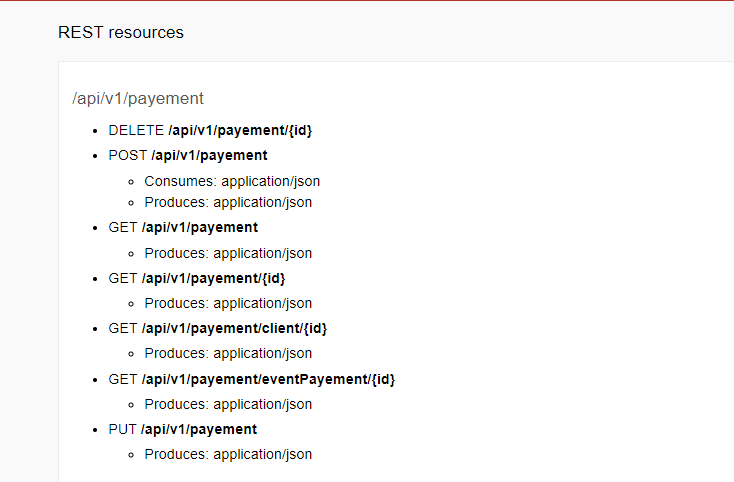 REST resources
/api/v1/payement
DELETE /api/v1/payement/{id}
POST /api/v1/payement
Consumes: application/json
Produces: application/json
GET /api/v1/payement
Produces: application/json
GET /api/v1/payement/{id}
Produces: application/json
GET /api/v1/payement/client/{id}
Produces: application/json
GET /api/v1/payement/eventPayement/{id}
Produces: application/json
PUT /api/v1/payement
Produces: application/json